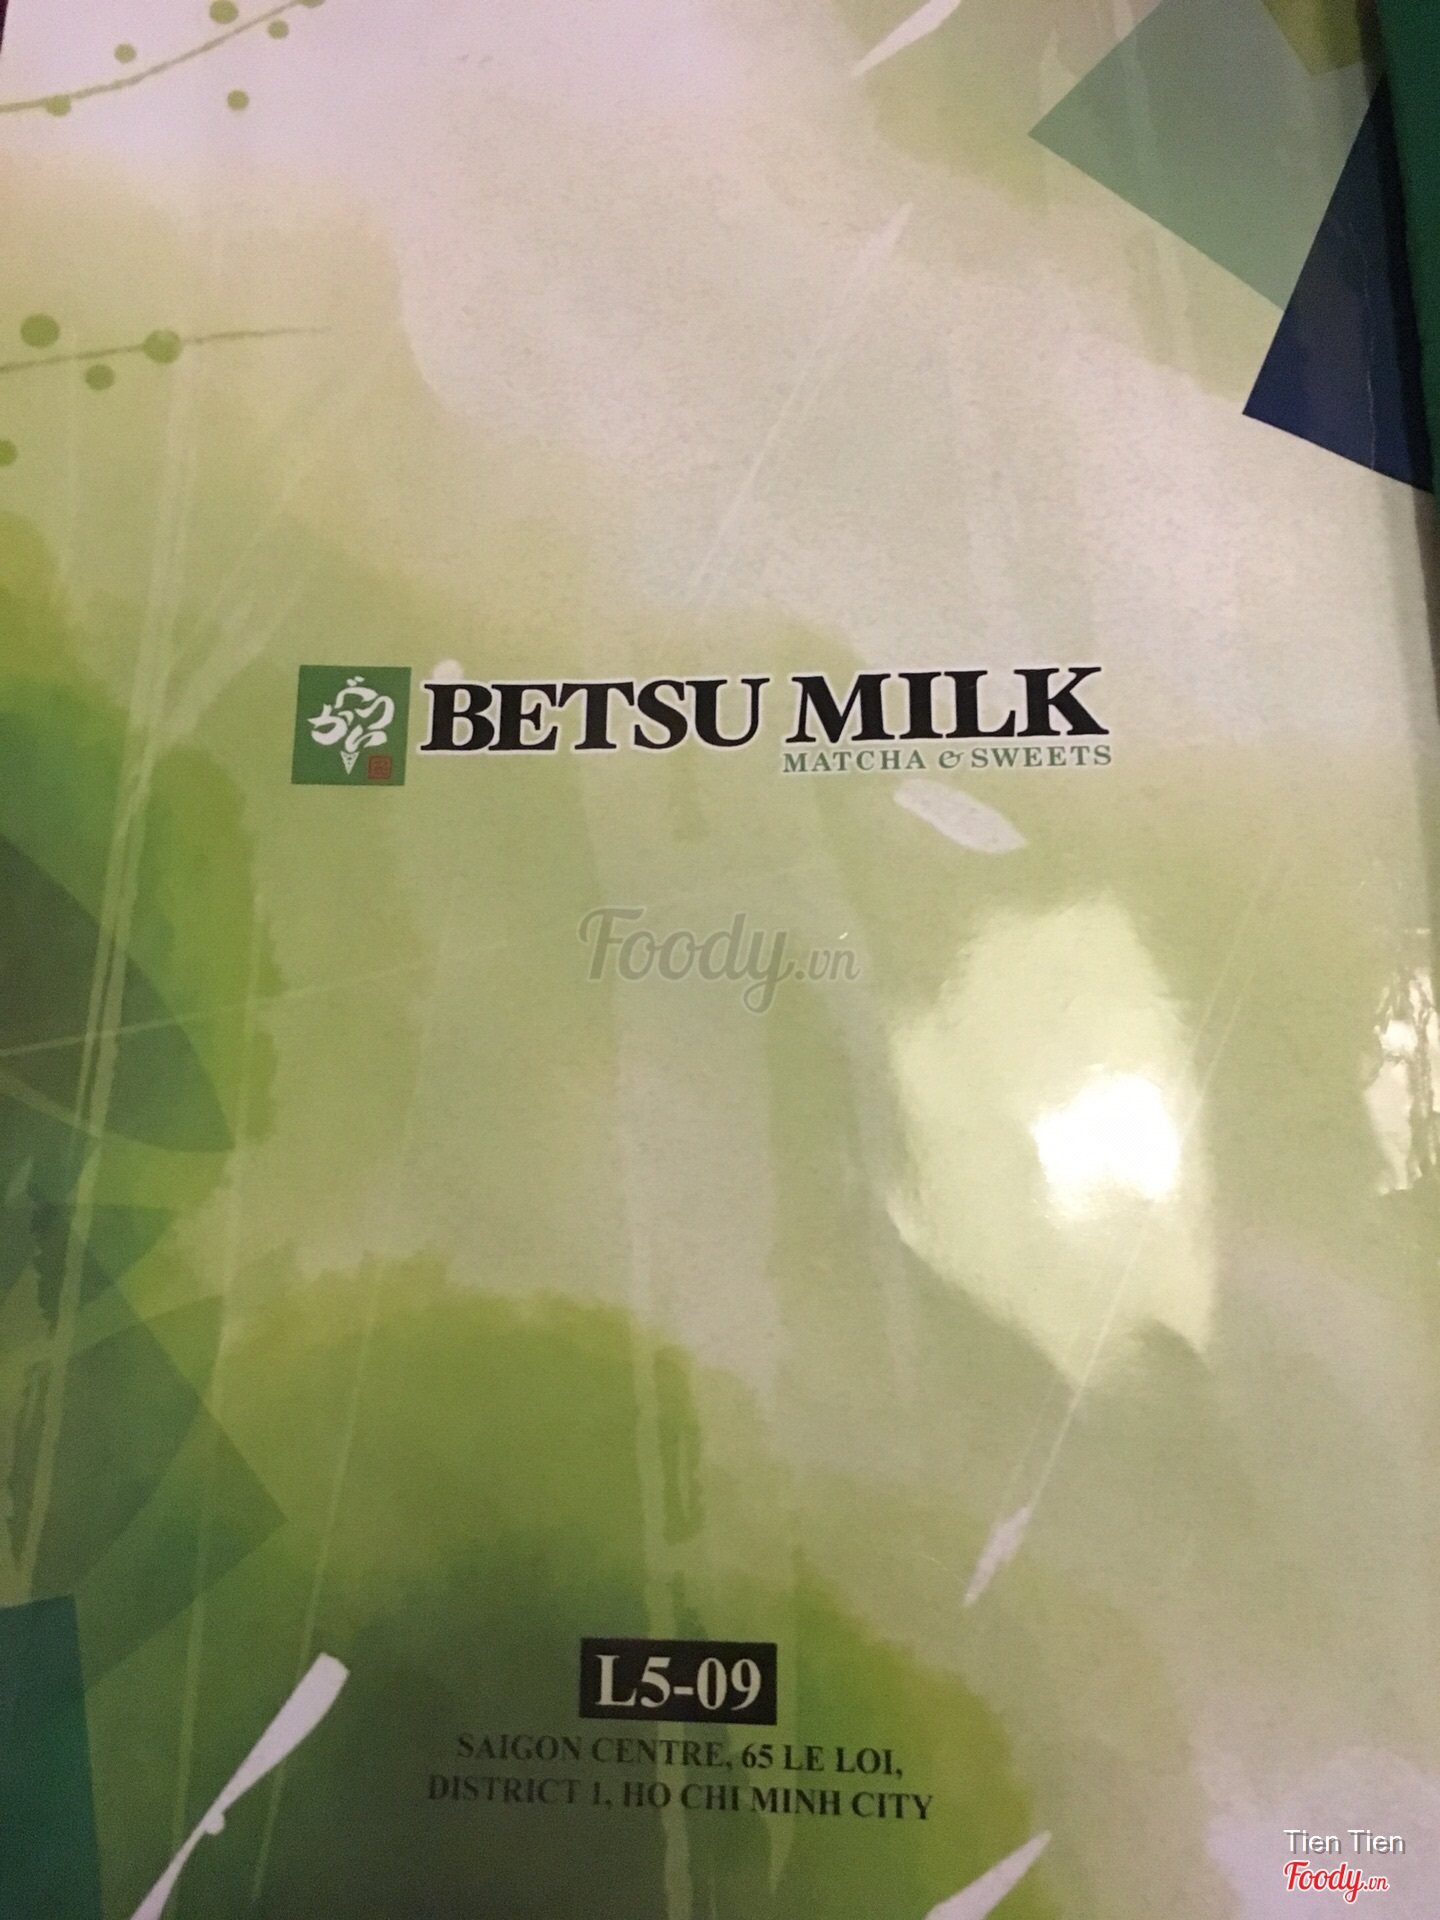 BETSU MILK
MATCHA & SWEETS
Foody.vn
L5-09
SAIGON CENTRE, 65 LE LOI,
DISTRICT 1, HO CHI MINH CITY
Tien Tien
Foody.vn